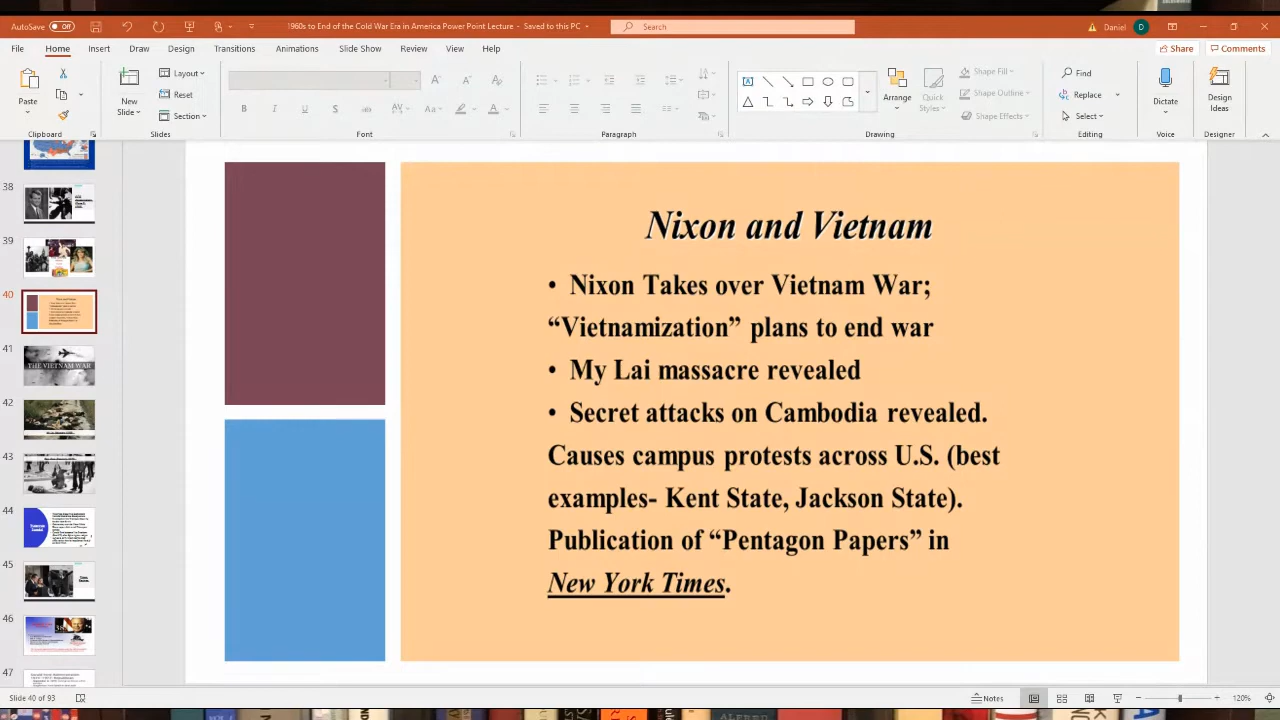 AutoSave Off 1960s to End of the Cold War Era in America Power Point Lecture - Saved to this PC Search Daniel D
File Home Insert Draw Design Transitions Animations Slide Show Review View Help Share Comments
Paste
Clipboard
New
Slide
Layout
Reset
Section
Slides
Font
Paragraph
Arrange
Quick
Styles
Shape Fill
Shape Outline
Shape Effects
Drawing
Find
Replace
Select
Editing
Dictate
Voice
Design
Ideas
Designer
38
39
40
41
THE VIETNAM WAR
42
43
44
45
46
47
Nixon and Vietnam
• Nixon Takes over Vietnam War;
“Vietnamization” plans to end war
• My Lai massacre revealed
• Secret attacks on Cambodia revealed.
Causes campus protests across U.S. (best
examples- Kent State, Jackson State).
Publication of “Pentagon Papers” in
New York Times.
Slide 40 of 93 Notes 120%